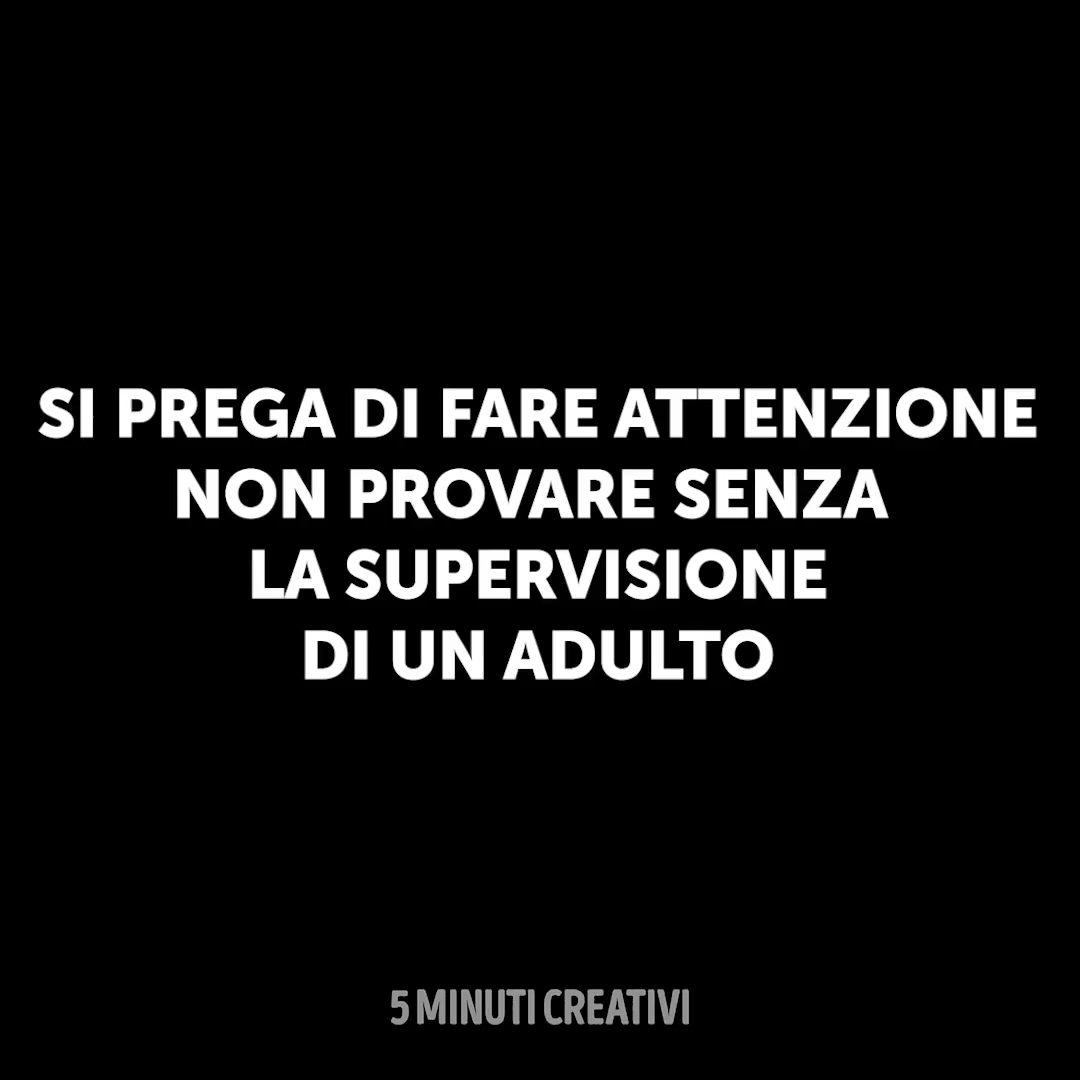 SI PREGA DI FARE ATTENZIONE
NON PROVARE SENZA
LA SUPERVISIONE
DI UN ADULTO
5 MINUTI CREATIVI